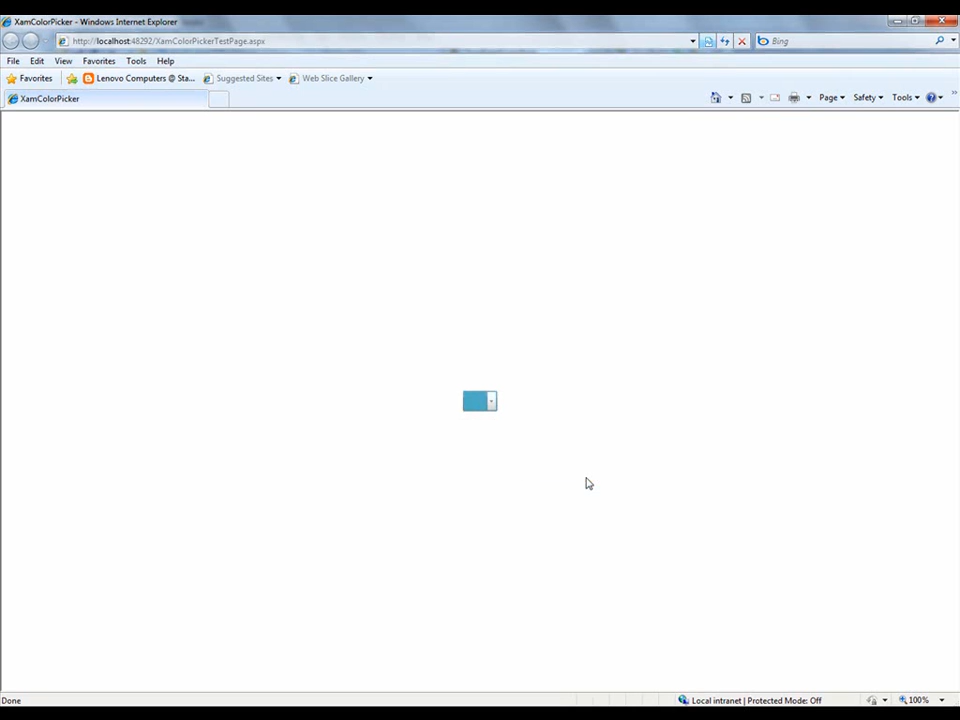 XamColorPicker - Windows Internet Explorer
http://localhost:48292/XamColorPickerTestPage.aspx
Bing
File Edit View Favorites Tools Help
Favorites Lenovo Computers @ Sta... Suggested Sites Web Slice Gallery
XamColorPicker Page Safety Tools
Done Local intranet | Protected Mode: Off 100%